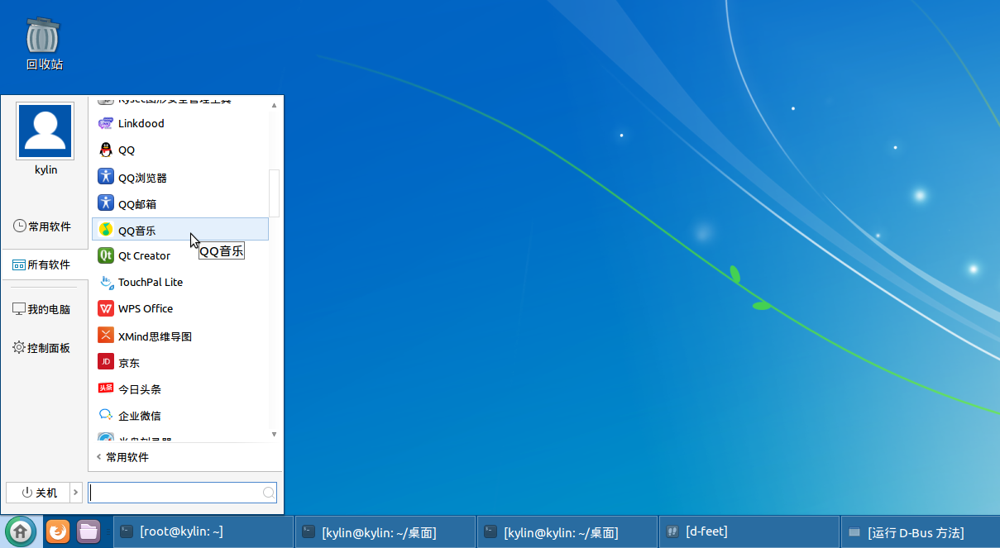 回收站
kylin
常用软件
所有软件
我的电脑
控制面板
关机
Linkdood
QQ
QQ浏览器
QQ邮箱
QQ音乐
QQ音乐
Qt Creator
TouchPal Lite
WPS Office
XMind思维导图
JD 京东
头条 今日头条
企业微信
常用软件
[root@kylin: ~]
[kylin@kylin: ~/桌面]
[kylin@kylin: ~/桌面]
[d-feet]
[运行 D-Bus 方法]